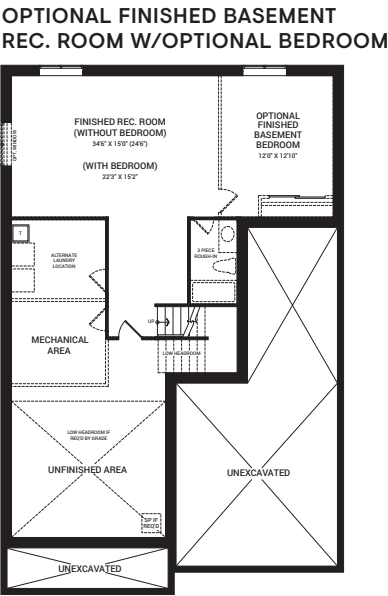 OPTIONAL FINISHED BASEMENT
REC. ROOM W/OPTIONAL BEDROOM
FINISHED REC. ROOM
(WITHOUT BEDROOM)
34'6" X 15'0" (24'6")
(WITH BEDROOM)
22'3" X 15'2"
OPTIONAL
FINISHED
BASEMENT
BEDROOM
12'0" X 12'10"
OPT. WINDOW
T
ALTERNATE
LAUNDRY
LOCATION
3 PIECE
ROUGH-IN
UP
LOW HEADROOM
MECHANICAL
AREA
LOW HEADROOM IF
REQ'D BY GRADE
UNFINISHED AREA
SP IF
REQ'D
UNEXCAVATED
UNEXCAVATED